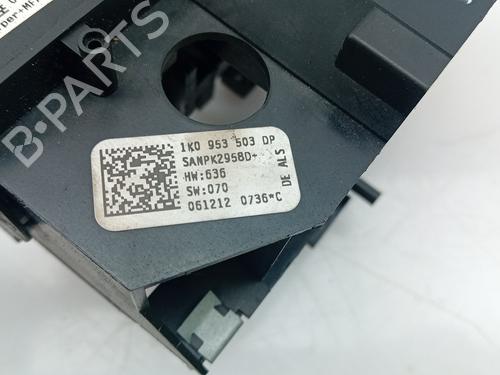 1K0 953 503 DP
SANPK2958D+
HW:636
SW:070
061212 0736*C
DE ALS
B-PARTS